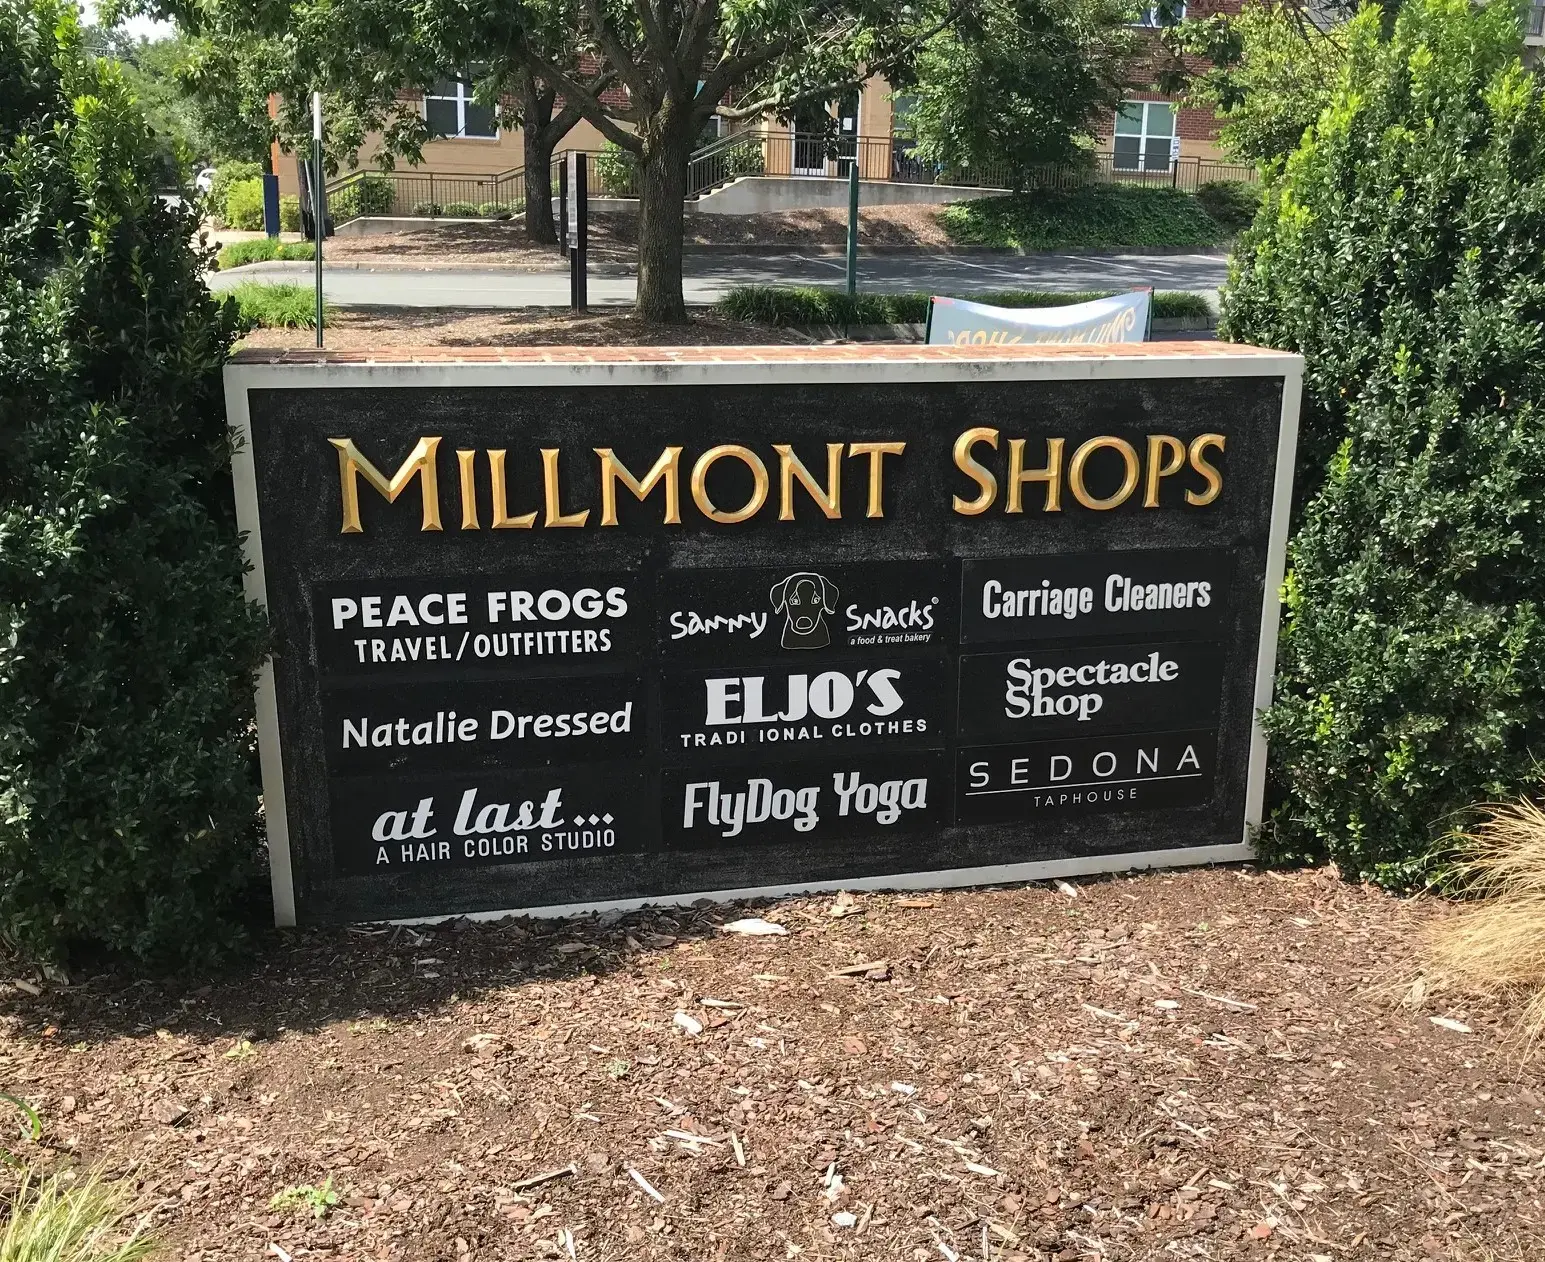 MILLMONT SHOPS
PEACE FROGS
TRAVEL/OUTFITTERS
Natalie Dressed
at last...
A HAIR COLOR STUDIO
Sammy Snacks®
a food & treat bakery
ELJO'S
TRADI IONAL CLOTHES
FlyDog Yoga
Carriage Cleaners
Spectacle
Shop
SEDONA
TAPHOUSE